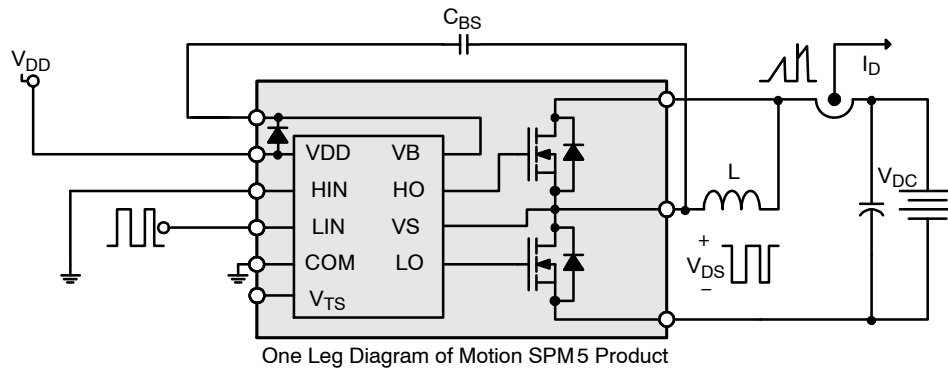 C_BS
V_DD
I_D
VDD VB
HIN HO
LIN VS
COM LO
V_TS
L
V_DC
+
V_DS
–
One Leg Diagram of Motion SPM 5 Product